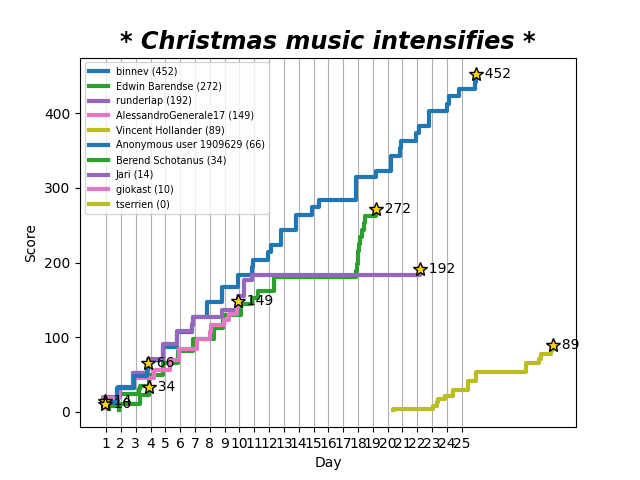 * Christmas music intensifies *
binnev (452)
Edwin Barendse (272)
runderlap (192)
AlessandroGenerale17 (149)
Vincent Hollander (89)
Anonymous user 1909629 (66)
Berend Schotanus (34)
Jari (14)
giokast (10)
tserrien (0)
452
272
192
149
89
66
34
14
10
Score
400
300
200
100
0
1 2 3 4 5 6 7 8 9 10 11 12 13 14 15 16 17 18 19 20 21 22 23 24 25
Day